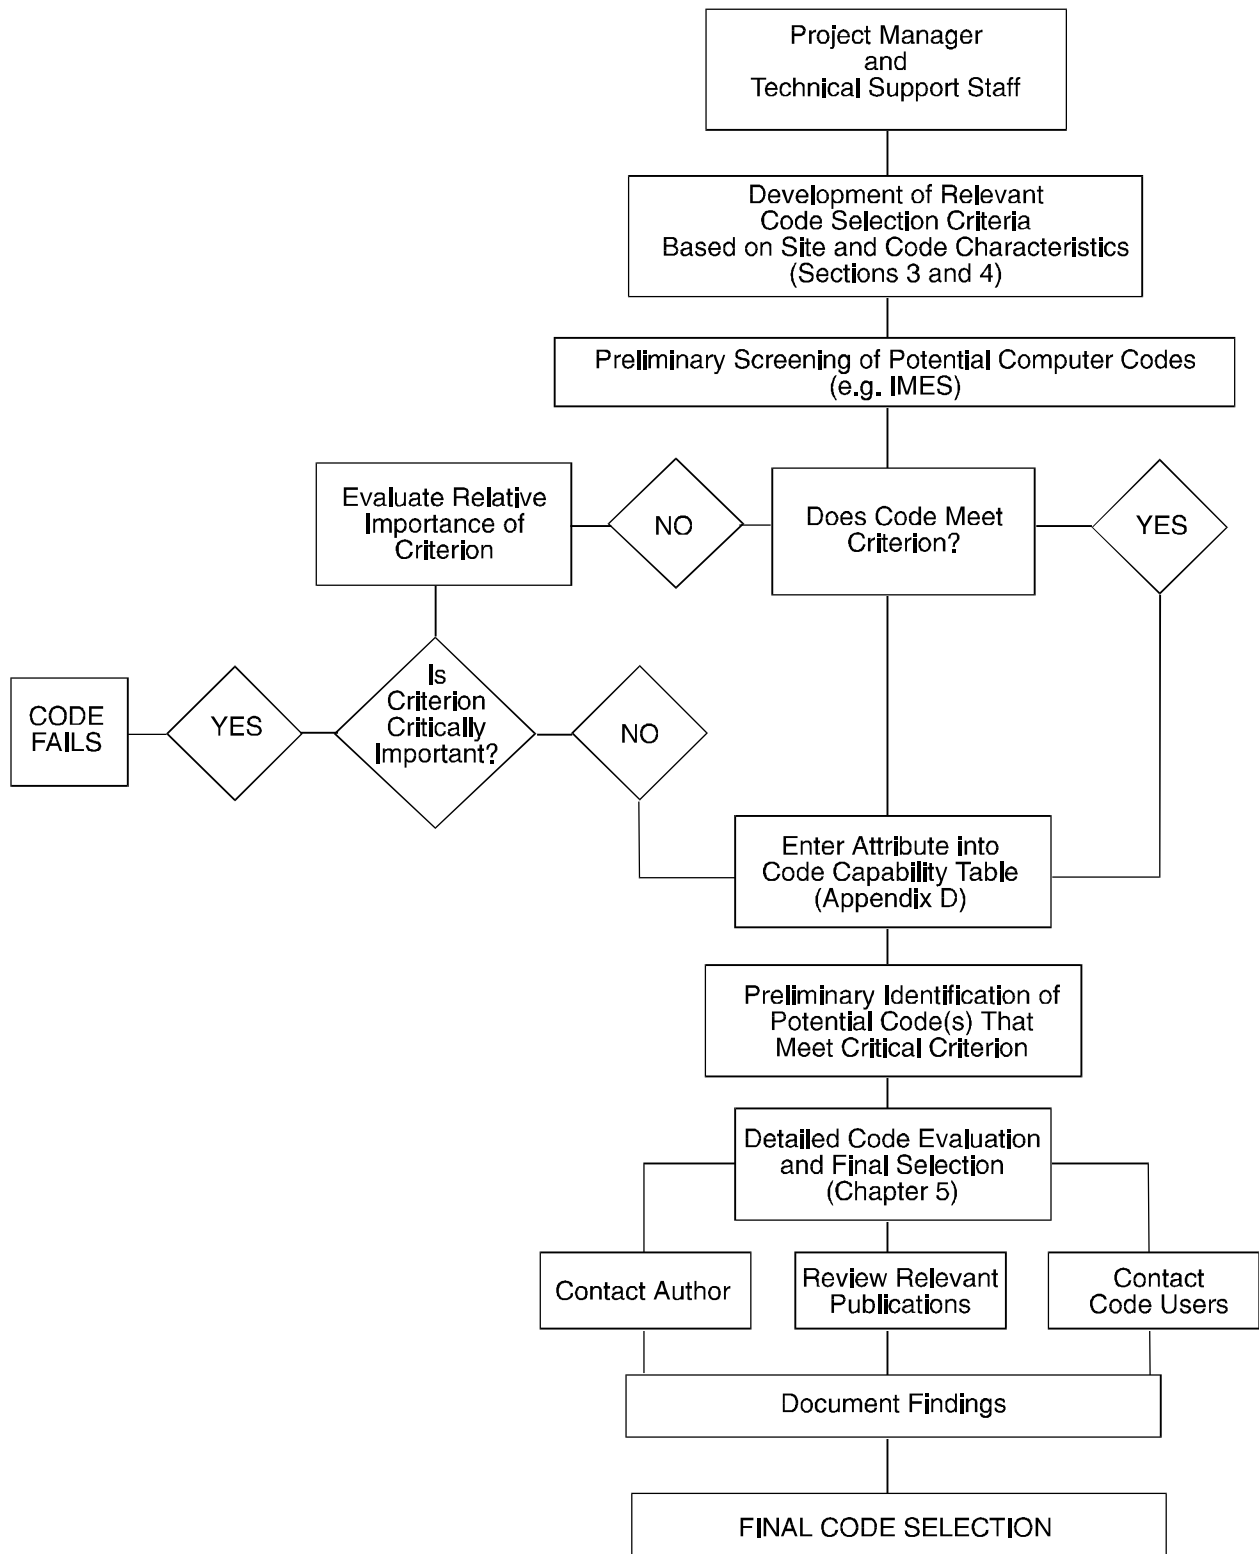 Project Manager
and
Technical Support Staff
Development of Relevant
Code Selection Criteria
Based on Site and Code Characteristics
(Sections 3 and 4)
Preliminary Screening of Potential Computer Codes
(e.g. IMES)
Evaluate Relative
Importance of
Criterion
NO
Does Code Meet
Criterion?
YES
CODE
FAILS
YES
Is
Criterion
Critically
Important?
NO
Enter Attribute into
Code Capability Table
(Appendix D)
Preliminary Identification of
Potential Code(s) That
Meet Critical Criterion
Detailed Code Evaluation
and Final Selection
(Chapter 5)
Contact Author
Review Relevant
Publications
Contact
Code Users
Document Findings
FINAL CODE SELECTION